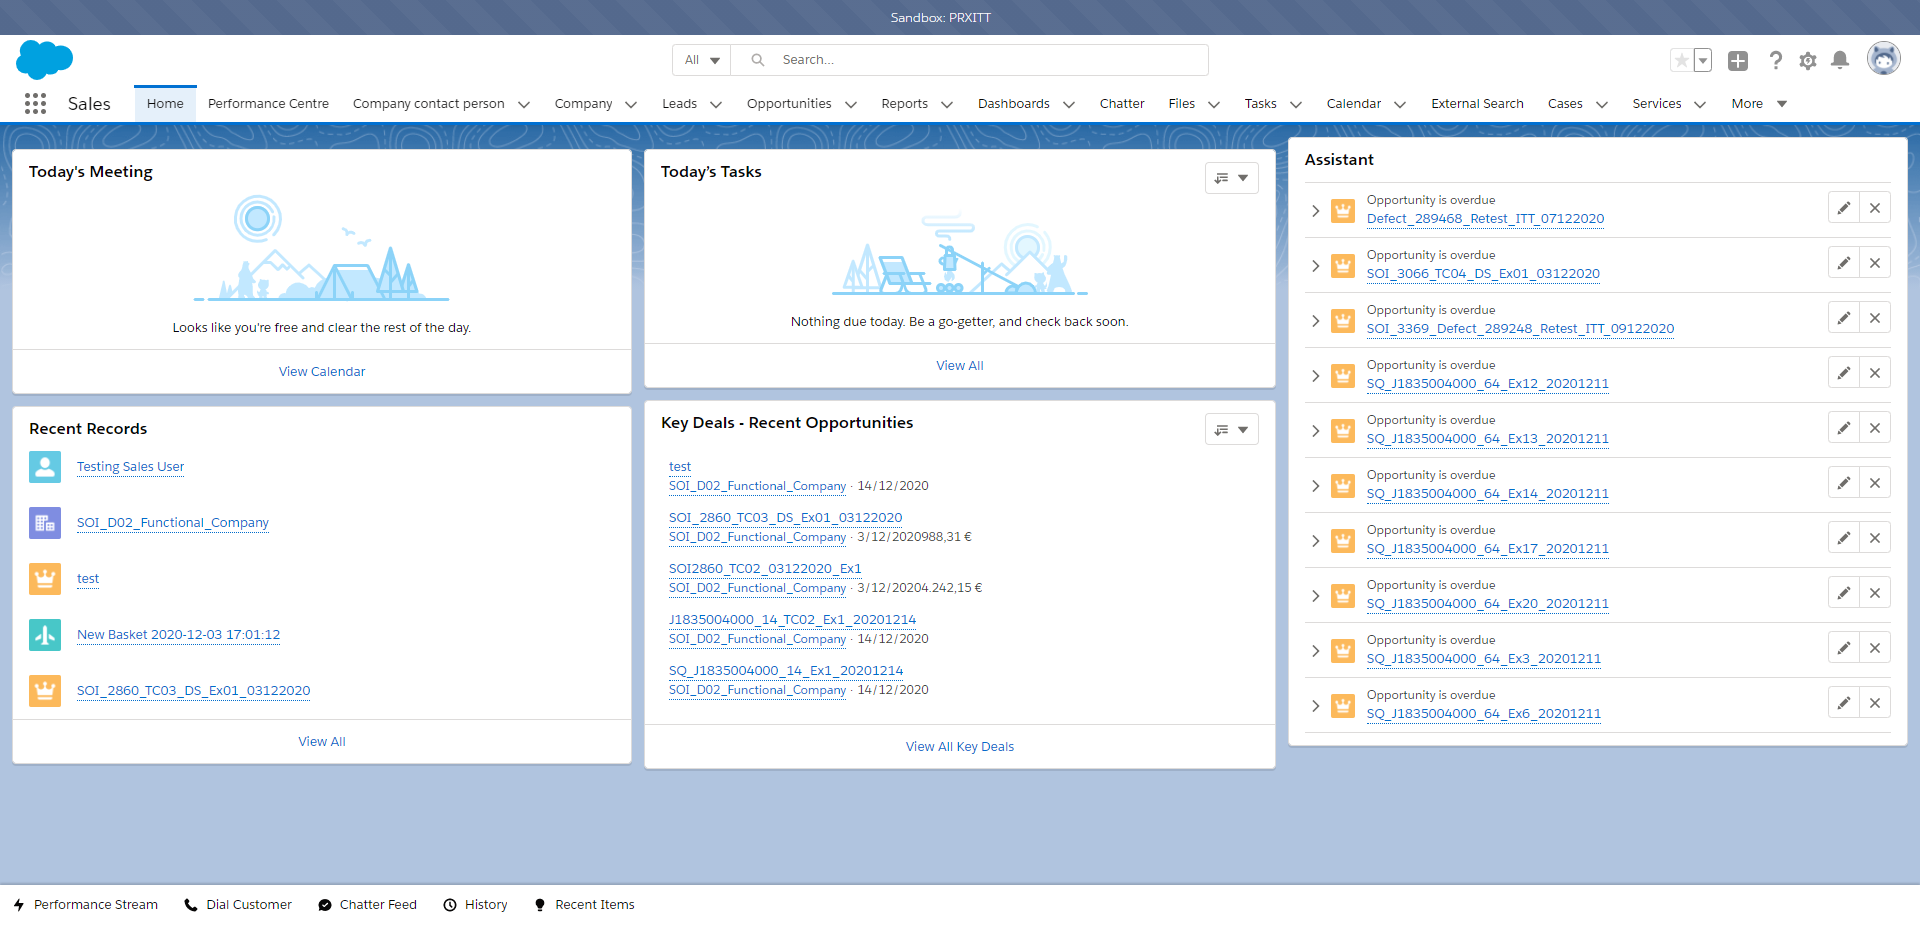 Sandbox: PRXITT
All
Search...
Sales
Home
Performance Centre
Company contact person
Company
Leads
Opportunities
Reports
Dashboards
Chatter
Files
Tasks
Calendar
External Search
Cases
Services
More
Today's Meeting
Looks like you're free and clear the rest of the day.
View Calendar
Recent Records
Testing Sales User
SOI_D02_Functional_Company
test
New Basket 2020-12-03 17:01:12
SOI_2860_TC03_DS_Ex01_03122020
View All
Today’s Tasks
Nothing due today. Be a go-getter, and check back soon.
View All
Key Deals - Recent Opportunities
test
SOI_D02_Functional_Company · 14/12/2020
SOI_2860_TC03_DS_Ex01_03122020
SOI_D02_Functional_Company · 3/12/2020988,31 €
SOI2860_TC02_03122020_Ex1
SOI_D02_Functional_Company · 3/12/20204.242,15 €
J1835004000_14_TC02_Ex1_20201214
SOI_D02_Functional_Company · 14/12/2020
SQ_J1835004000_14_Ex1_20201214
SOI_D02_Functional_Company · 14/12/2020
View All Key Deals
Assistant
Opportunity is overdue
Defect_289468_Retest_ITT_07122020
Opportunity is overdue
SOI_3066_TC04_DS_Ex01_03122020
Opportunity is overdue
SOI_3369_Defect_289248_Retest_ITT_09122020
Opportunity is overdue
SQ_J1835004000_64_Ex12_20201211
Opportunity is overdue
SQ_J1835004000_64_Ex13_20201211
Opportunity is overdue
SQ_J1835004000_64_Ex14_20201211
Opportunity is overdue
SQ_J1835004000_64_Ex17_20201211
Opportunity is overdue
SQ_J1835004000_64_Ex20_20201211
Opportunity is overdue
SQ_J1835004000_64_Ex3_20201211
Opportunity is overdue
SQ_J1835004000_64_Ex6_20201211
Performance Stream
Dial Customer
Chatter Feed
History
Recent Items